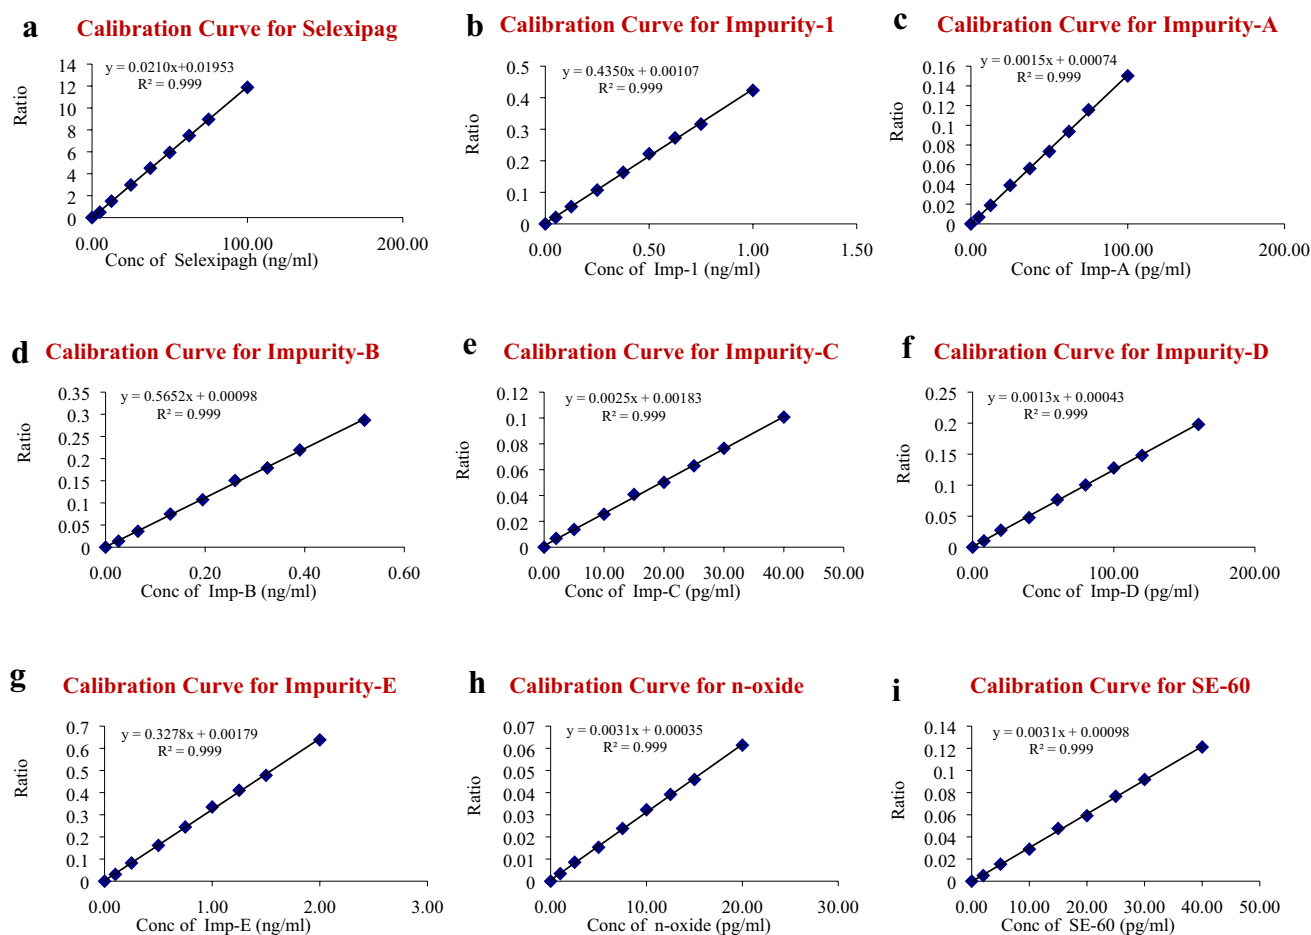 a Calibration Curve for Selexipag
y = 0.0210x+0.01953
R² = 0.999
Ratio
14
12
10
8
6
4
2
0
0.00 100.00 200.00
Conc of Selexipagh (ng/ml)
b Calibration Curve for Impurity-1
y = 0.4350x + 0.00107
R² = 0.999
Ratio
0.5
0.4
0.3
0.2
0.1
0
0.00 0.50 1.00 1.50
Conc of Imp-1 (ng/ml)
c Calibration Curve for Impurity-A
y = 0.0015x + 0.00074
R² = 0.999
Ratio
0.16
0.14
0.12
0.1
0.08
0.06
0.04
0.02
0
0.00 100.00 200.00
Conc of Imp-A (pg/ml)
d Calibration Curve for Impurity-B
y = 0.5652x + 0.00098
R² = 0.999
Ratio
0.35
0.3
0.25
0.2
0.15
0.1
0.05
0
0.00 0.20 0.40 0.60
Conc of Imp-B (ng/ml)
e Calibration Curve for Impurity-C
y = 0.0025x + 0.00183
R² = 0.999
Ratio
0.12
0.1
0.08
0.06
0.04
0.02
0
0.00 10.00 20.00 30.00 40.00 50.00
Conc of Imp-C (pg/ml)
f Calibration Curve for Impurity-D
y = 0.0013x + 0.00043
R² = 0.999
Ratio
0.25
0.2
0.15
0.1
0.05
0
0.00 100.00 200.00
Conc of Imp-D (pg/ml)
g Calibration Curve for Impurity-E
y = 0.3278x + 0.00179
R² = 0.999
Ratio
0.7
0.6
0.5
0.4
0.3
0.2
0.1
0
0.00 1.00 2.00 3.00
Conc of Imp-E (ng/ml)
h Calibration Curve for n-oxide
y = 0.0031x + 0.00035
R² = 0.999
Ratio
0.07
0.06
0.05
0.04
0.03
0.02
0.01
0
0.00 10.00 20.00 30.00
Conc of n-oxide (pg/ml)
i Calibration Curve for SE-60
y = 0.0031x + 0.00098
R² = 0.999
Ratio
0.14
0.12
0.1
0.08
0.06
0.04
0.02
0
0.00 10.00 20.00 30.00 40.00 50.00
Conc of SE-60 (pg/ml)